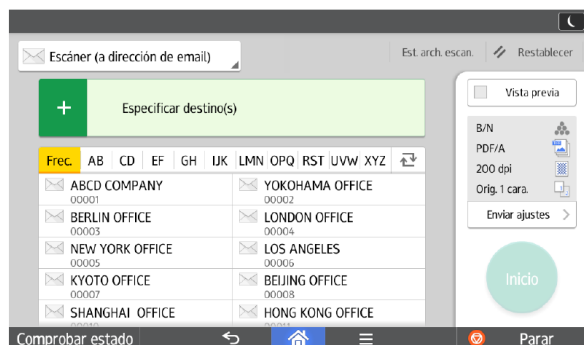 Escáner (a dirección de email)
Est. arch. escan.
Restablecer
+ Especificar destino(s)
Vista previa
B/N
PDF/A
200 dpi
Orig. 1 cara.
Enviar ajustes
Inicio
Frec. AB CD EF GH IJK LMN OPQ RST UVW XYZ
ABCD COMPANY
00001
YOKOHAMA OFFICE
00002
BERLIN OFFICE
00003
LONDON OFFICE
00004
NEW YORK OFFICE
00005
LOS ANGELES
00006
KYOTO OFFICE
00007
BEIJING OFFICE
00008
SHANGHAI OFFICE
HONG KONG OFFICE
Comprobar estado
Parar